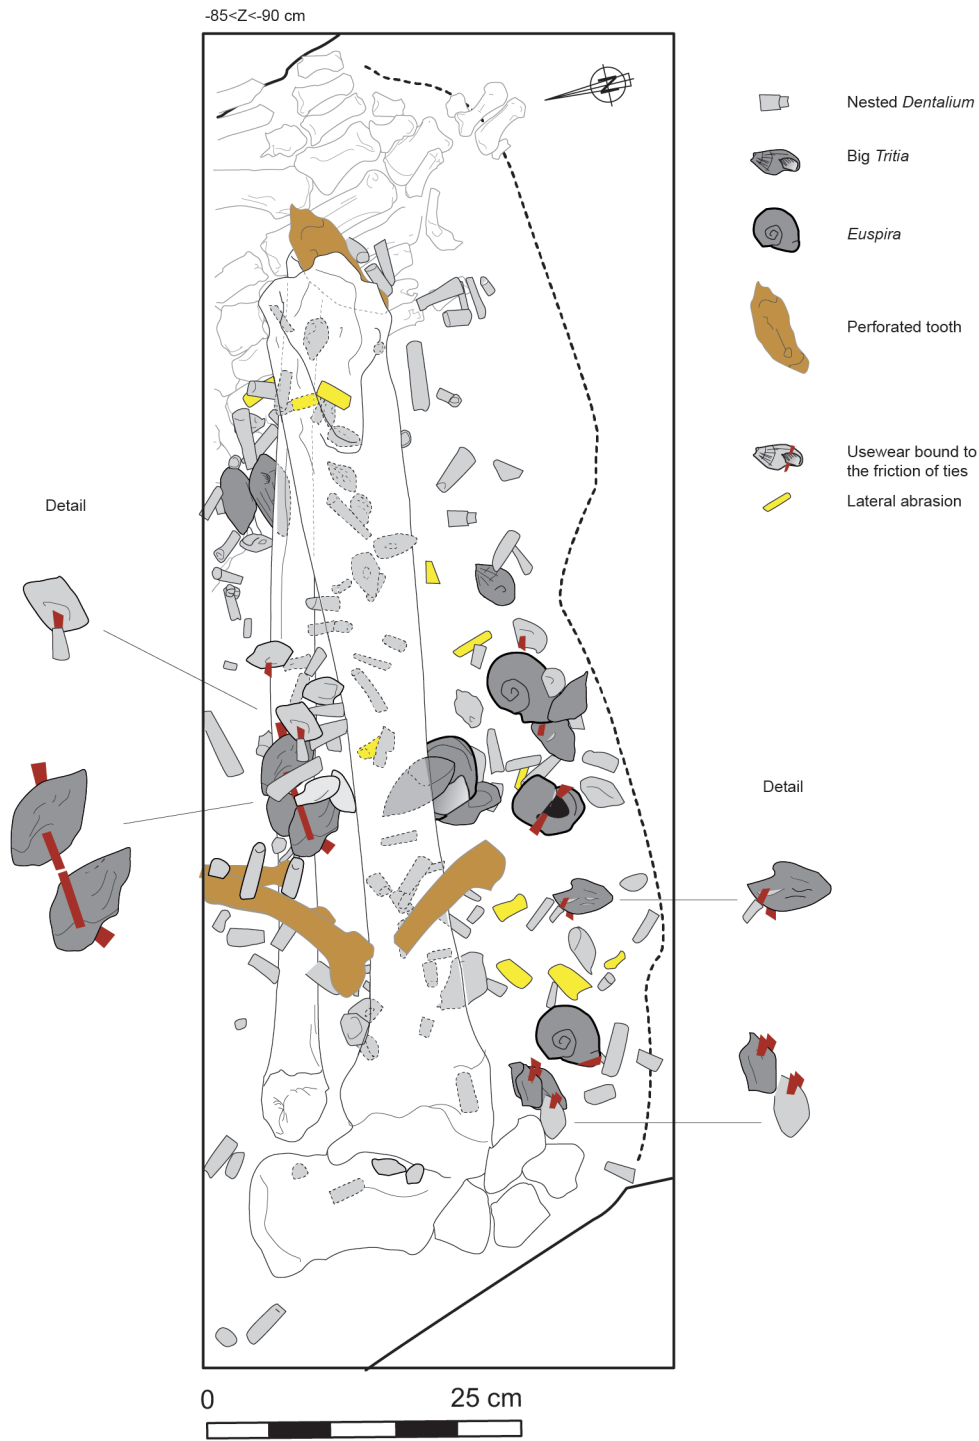 -85<Z<-90 cm
N
Nested Dentalium
Big Tritia
Euspira
Perforated tooth
Usewear bound to
the friction of ties
Lateral abrasion
Detail
Detail
0 25 cm